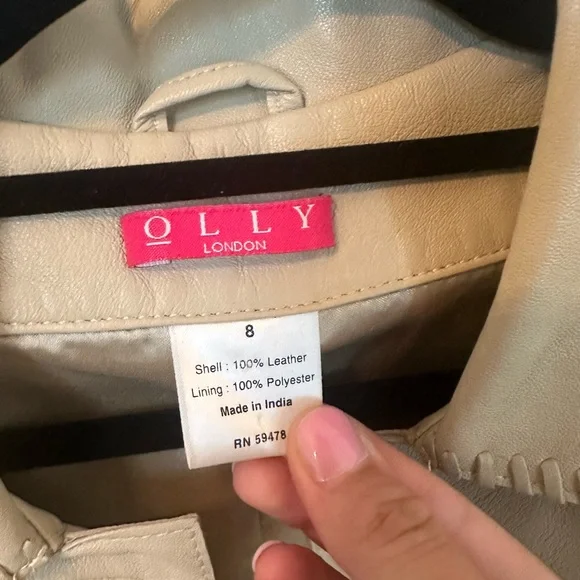 OLLY
LONDON
8
Shell : 100% Leather
Lining : 100% Polyester
Made in India
RN 59478